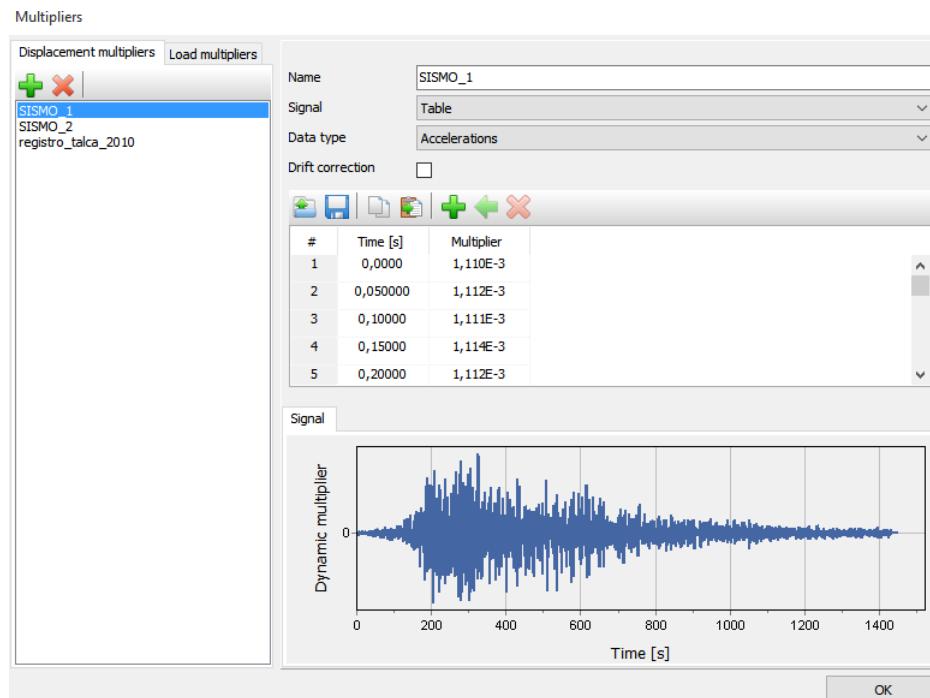 Multipliers
Displacement multipliers Load multipliers
SISMO_1
SISMO_2
registro_talca_2010
Name SISMO_1
Signal Table
Data type Accelerations
Drift correction
# Time [s] Multiplier
1 0,0000 1,110E-3
2 0,050000 1,112E-3
3 0,10000 1,111E-3
4 0,15000 1,114E-3
5 0,20000 1,112E-3
Signal
Dynamic multiplier
0
0 200 400 600 800 1000 1200 1400
Time [s]
OK